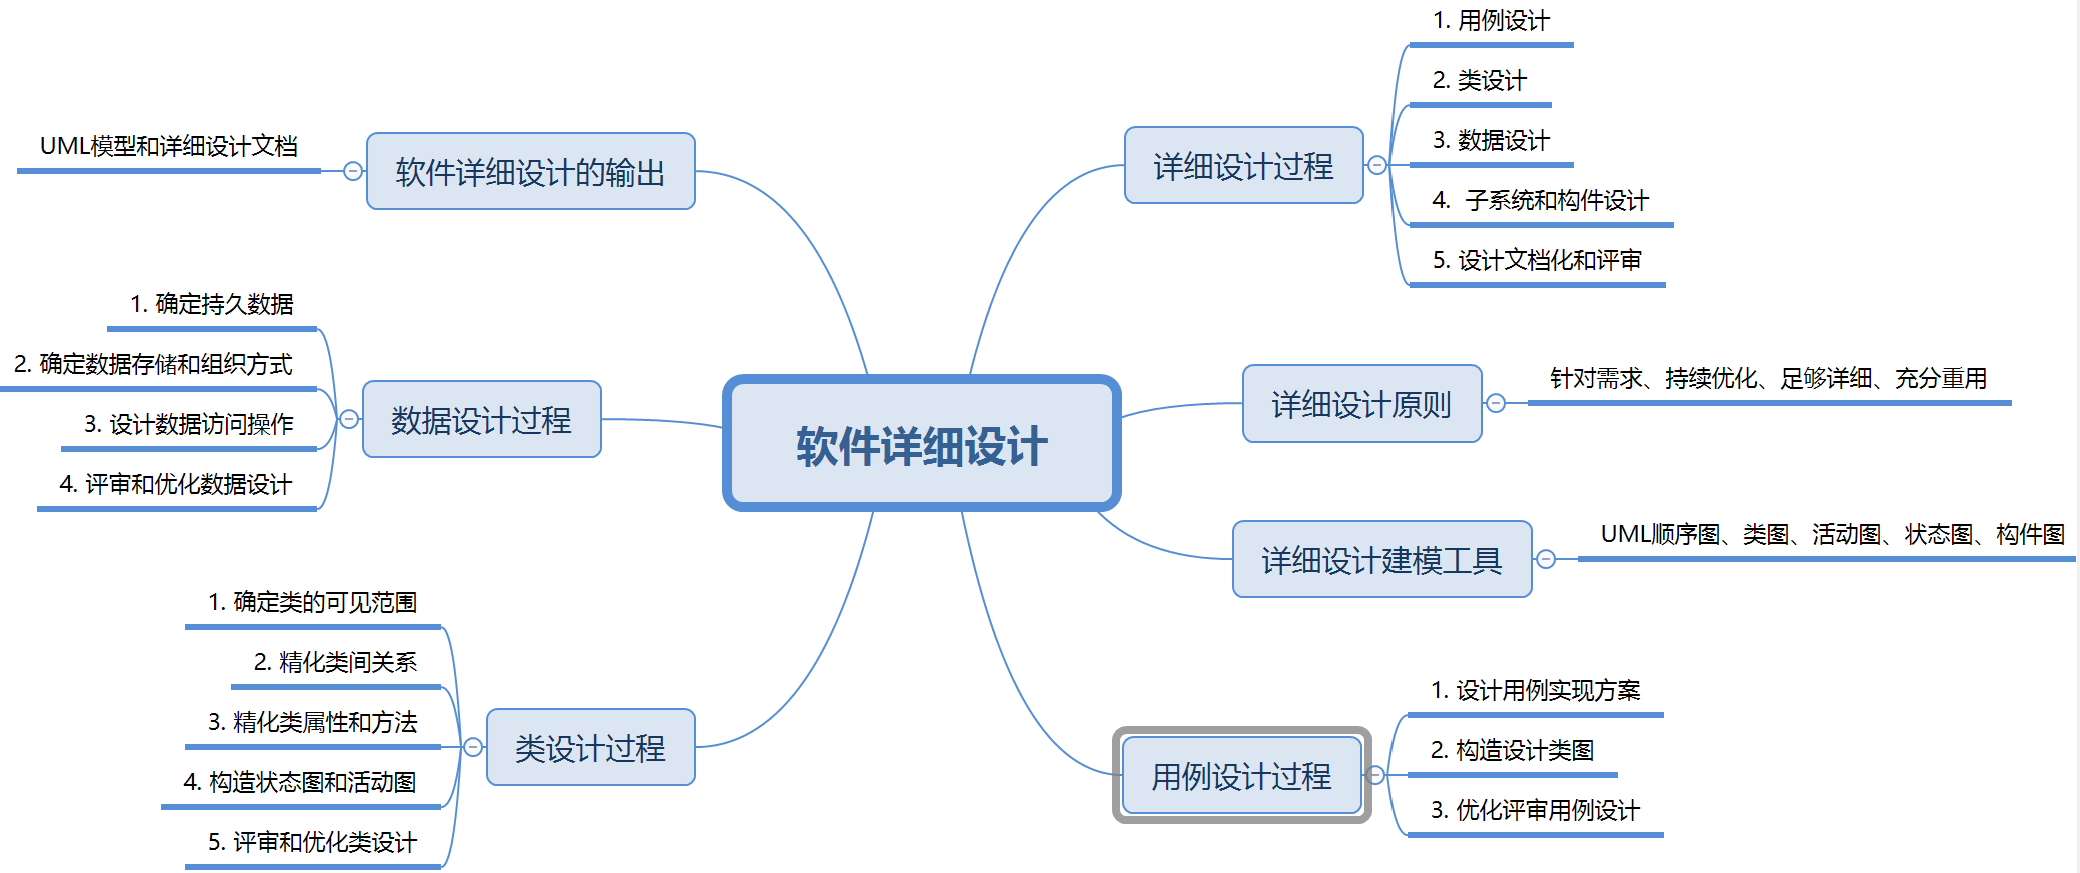 软件详细设计
详细设计过程
1. 用例设计
2. 类设计
3. 数据设计
4. 子系统和构件设计
5. 设计文档化和评审
详细设计原则
针对需求、持续优化、足够详细、充分重用
详细设计建模工具
UML顺序图、类图、活动图、状态图、构件图
用例设计过程
1. 设计用例实现方案
2. 构造设计类图
3. 优化评审用例设计
软件详细设计的输出
UML模型和详细设计文档
数据设计过程
1. 确定持久数据
2. 确定数据存储和组织方式
3. 设计数据访问操作
4. 评审和优化数据设计
类设计过程
1. 确定类的可见范围
2. 精化类间关系
3. 精化类属性和方法
4. 构造状态图和活动图
5. 评审和优化类设计